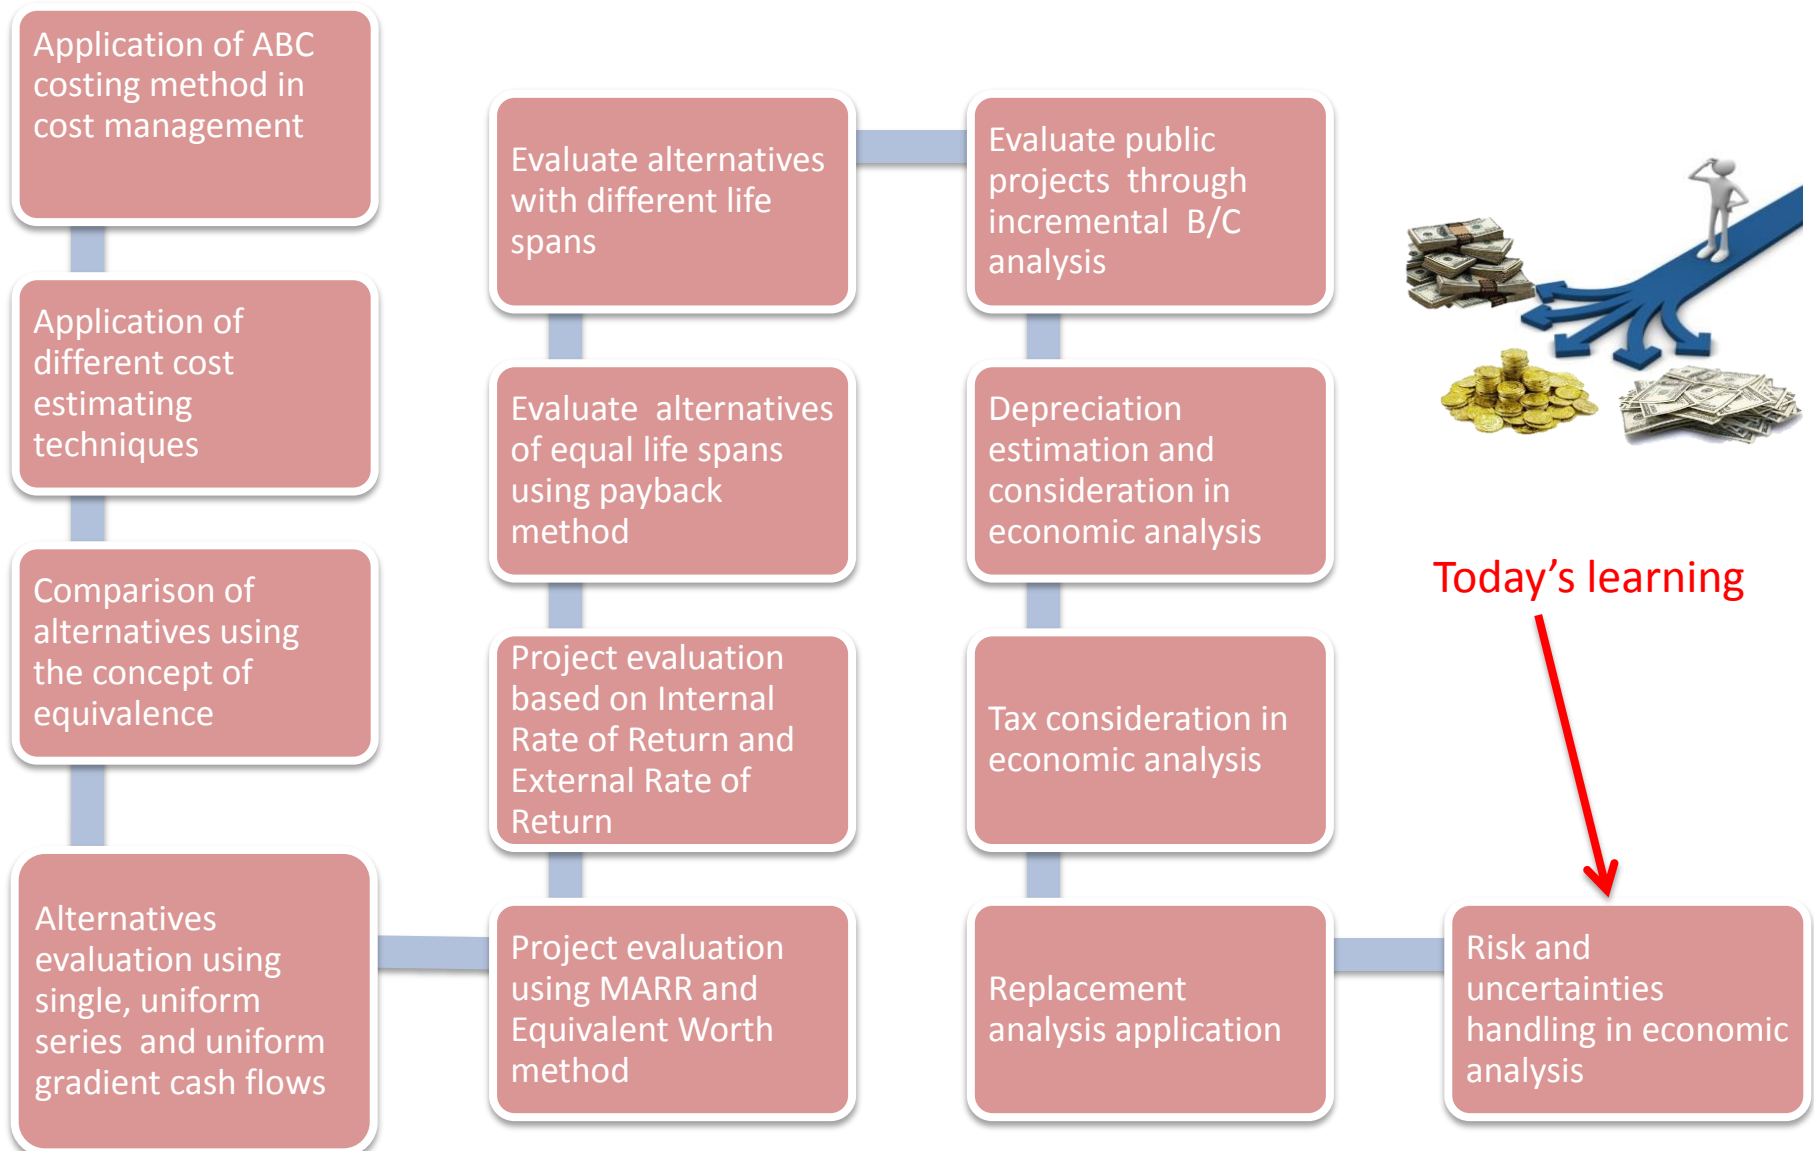 Application of ABC
costing method in
cost management
Application of
different cost
estimating
techniques
Comparison of
alternatives using
the concept of
equivalence
Alternatives
evaluation using
single, uniform
series and uniform
gradient cash flows
Project evaluation
using MARR and
Equivalent Worth
method
Project evaluation
based on Internal
Rate of Return and
External Rate of
Return
Evaluate alternatives
of equal life spans
using payback
method
Evaluate alternatives
with different life
spans
Evaluate public
projects through
incremental B/C
analysis
Depreciation
estimation and
consideration in
economic analysis
Tax consideration in
economic analysis
Replacement
analysis application
Risk and
uncertainties
handling in economic
analysis
Today's learning